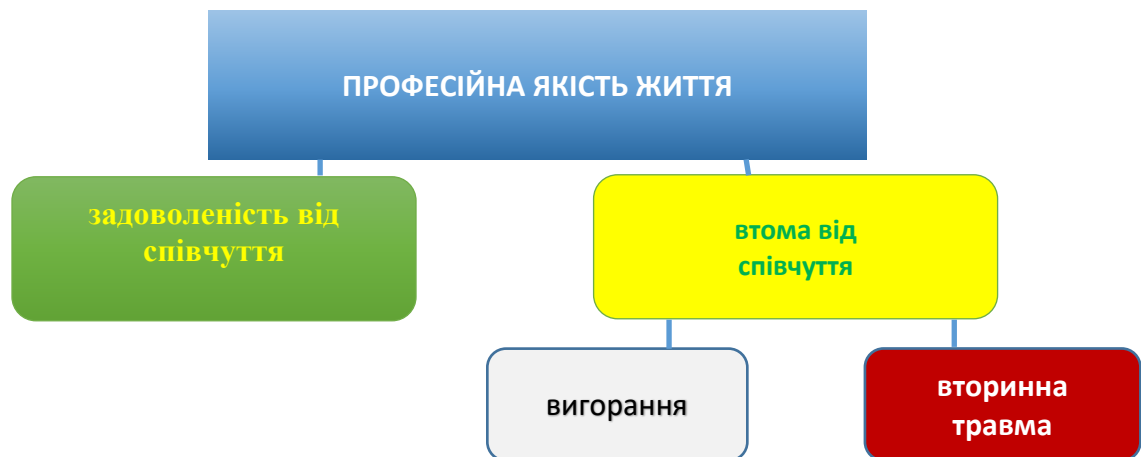 ПРОФЕСІЙНА ЯКІСТЬ ЖИТТЯ
задоволеність від
співчуття
втома від
співчуття
вигорання
вторинна
травма